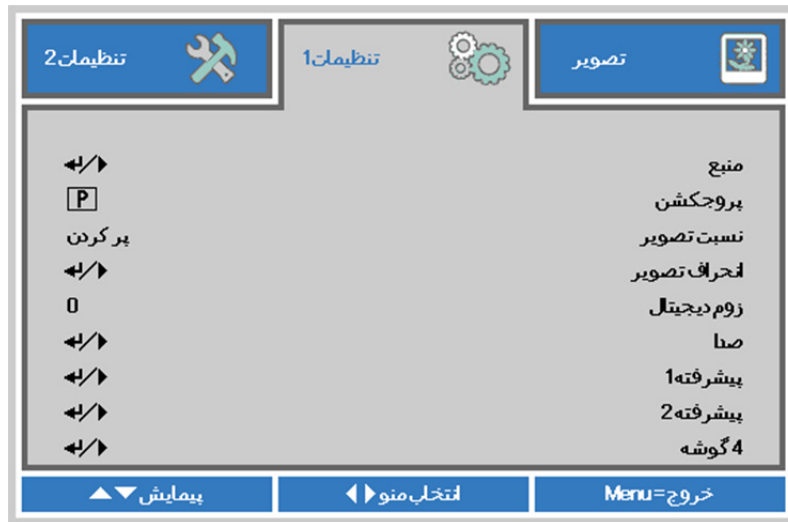 تصویر
تنظیمات1
تنظیمات2
منبع ↵/▶
پروجکشن P
نسبت تصویر پر کردن
انحراف تصویر ↵/▶
زوم دیجیتال 0
صدا ↵/▶
پیشرفته1 ↵/▶
پیشرفته2 ↵/▶
4 گوشه ↵/▶
خروج=Menu
انتخاب منو ◀▶
پیمایش ▼▲